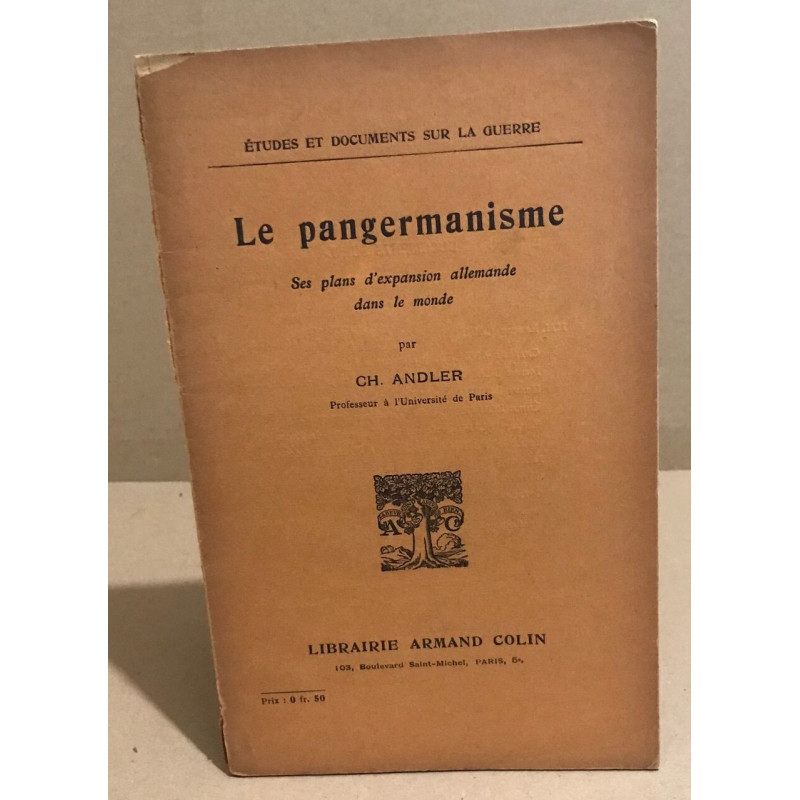 ÉTUDES ET DOCUMENTS SUR LA GUERRE
Le pangermanisme
Ses plans d'expansion allemande
dans le monde
par
CH. ANDLER
Professeur à l'Université de Paris
A C
LIBRAIRIE ARMAND COLIN
103, Boulevard Saint-Michel, PARIS, 5e.
Prix : 0 fr. 50